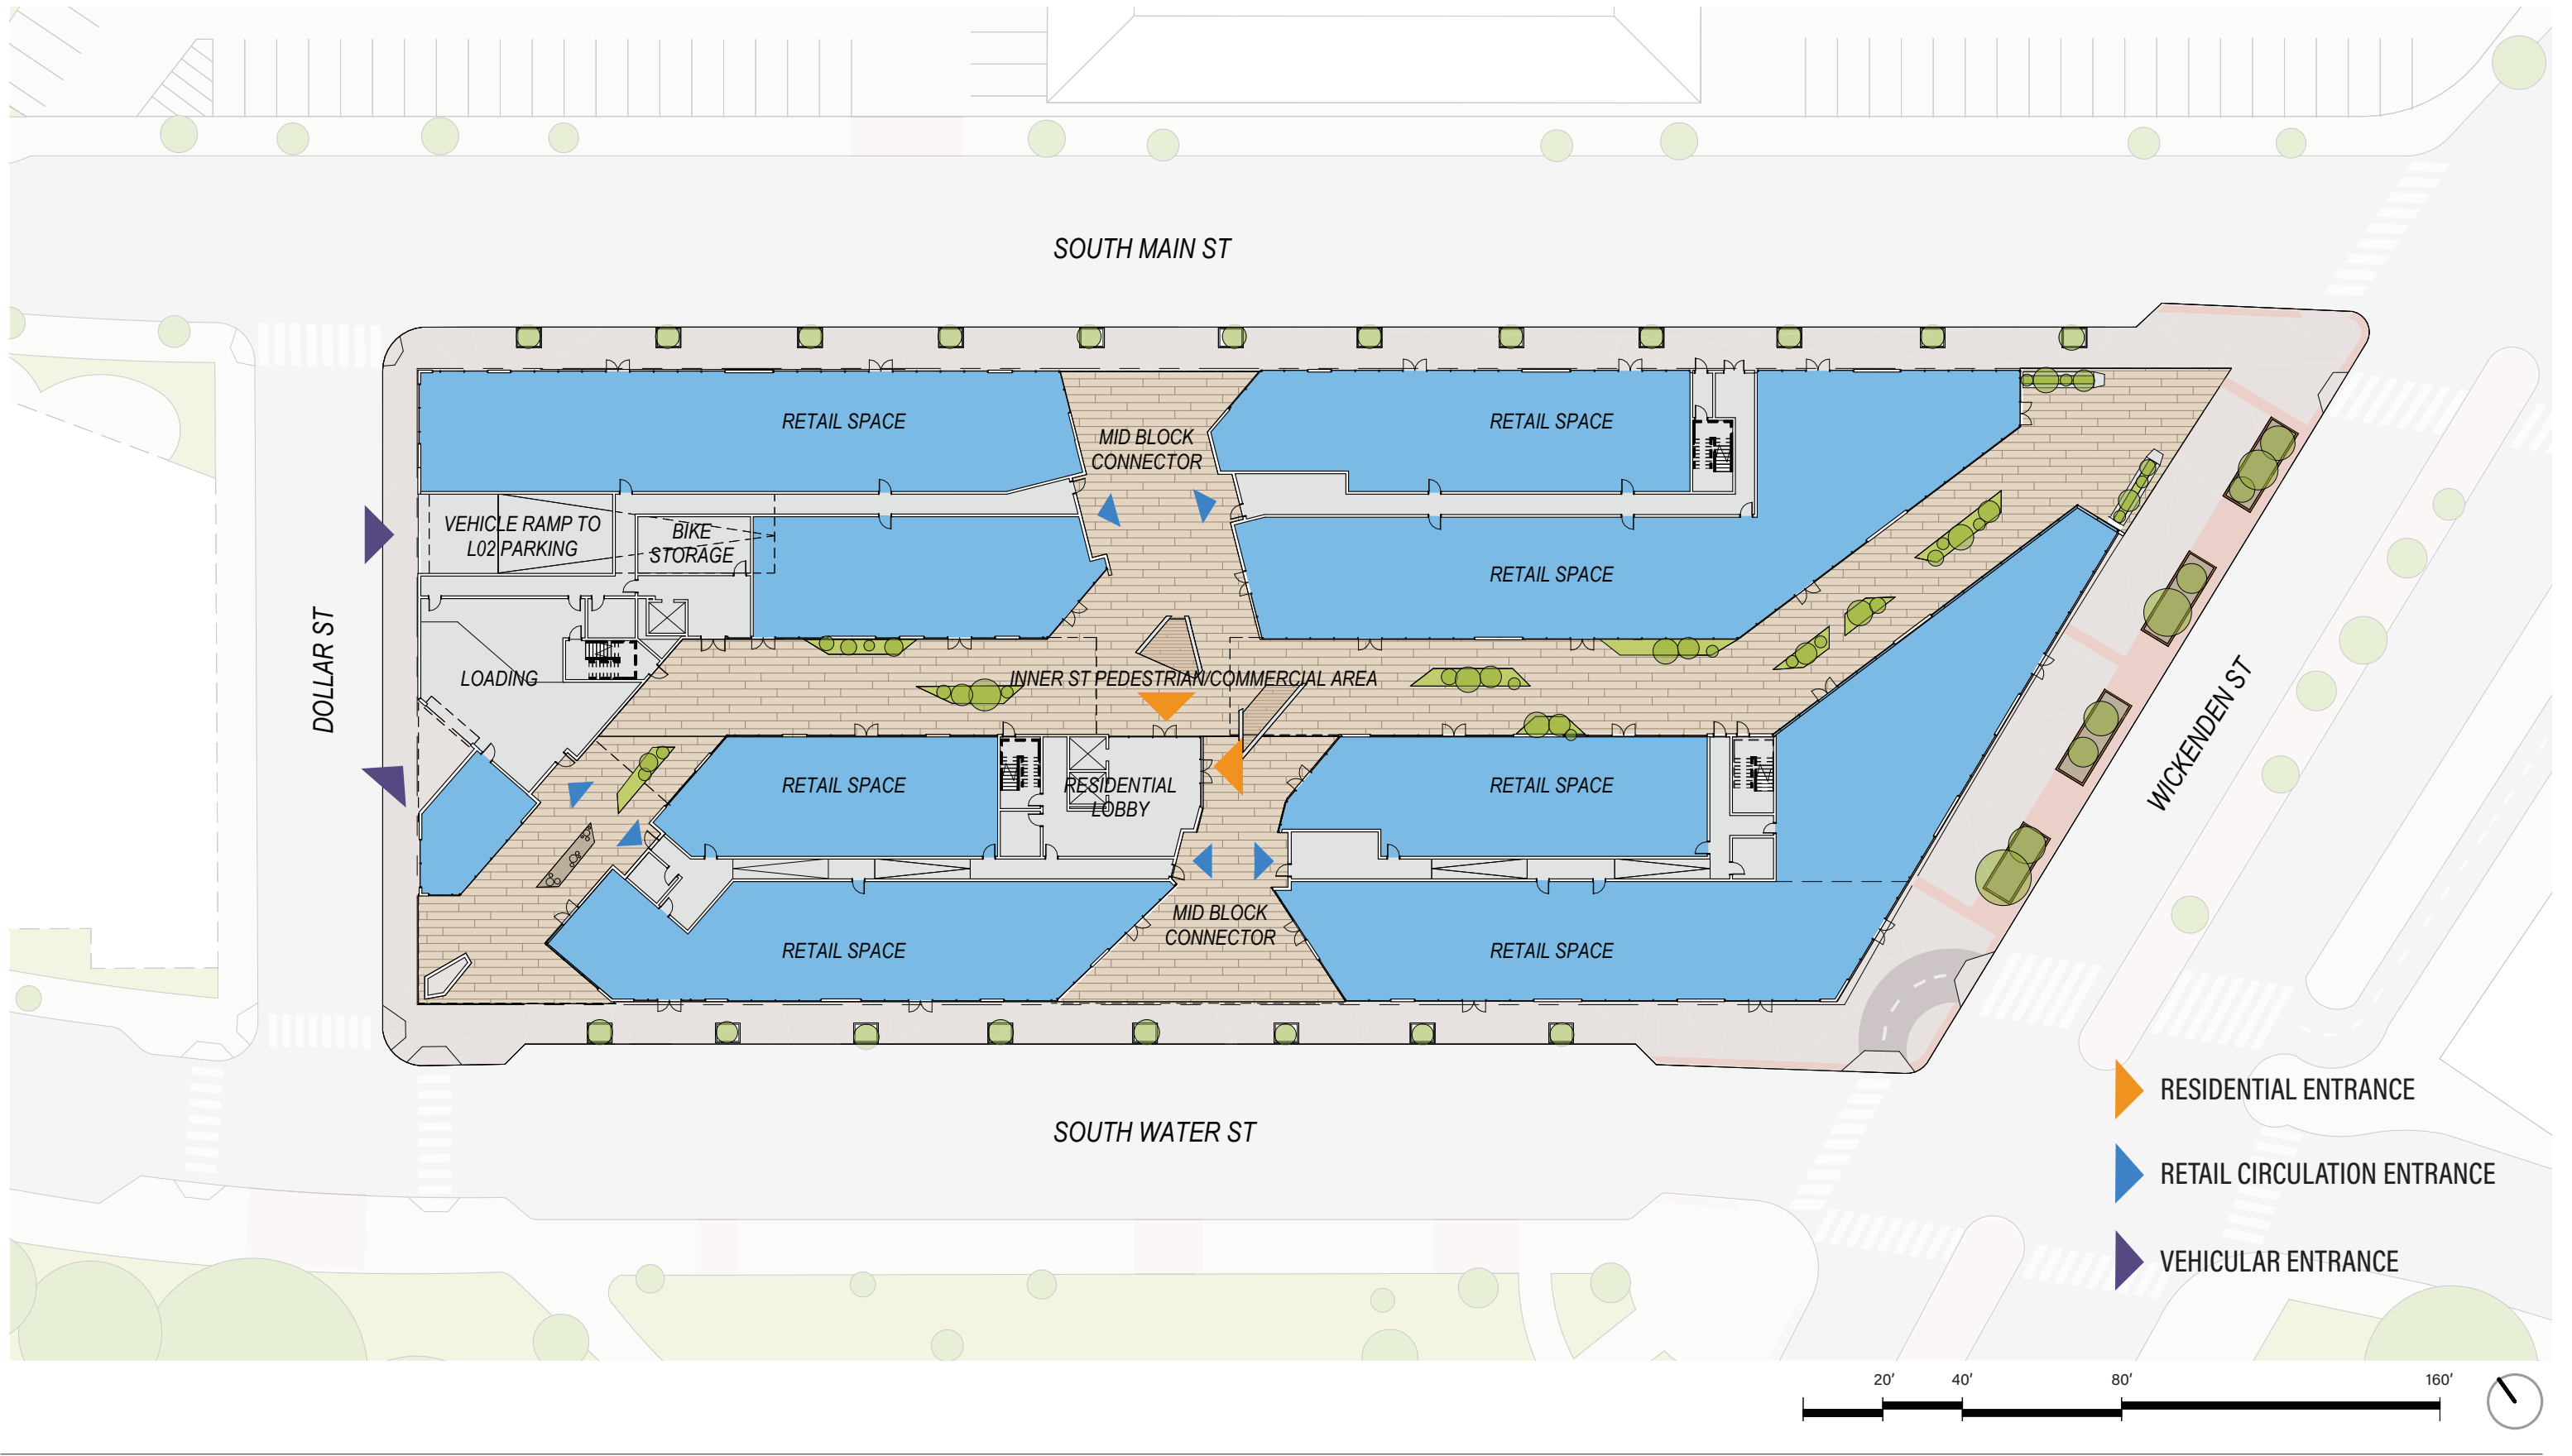 SOUTH MAIN ST
RETAIL SPACE
RETAIL SPACE
MID BLOCK
CONNECTOR
VEHICLE RAMP TO
L02 PARKING
BIKE
STORAGE
RETAIL SPACE
DOLLAR ST
LOADING
INNER ST PEDESTRIAN/COMMERCIAL AREA
WICKENDEN ST
RETAIL SPACE
RESIDENTIAL
LOBBY
RETAIL SPACE
MID BLOCK
CONNECTOR
RETAIL SPACE
RETAIL SPACE
SOUTH WATER ST
RESIDENTIAL ENTRANCE
RETAIL CIRCULATION ENTRANCE
VEHICULAR ENTRANCE
20' 40' 80' 160'